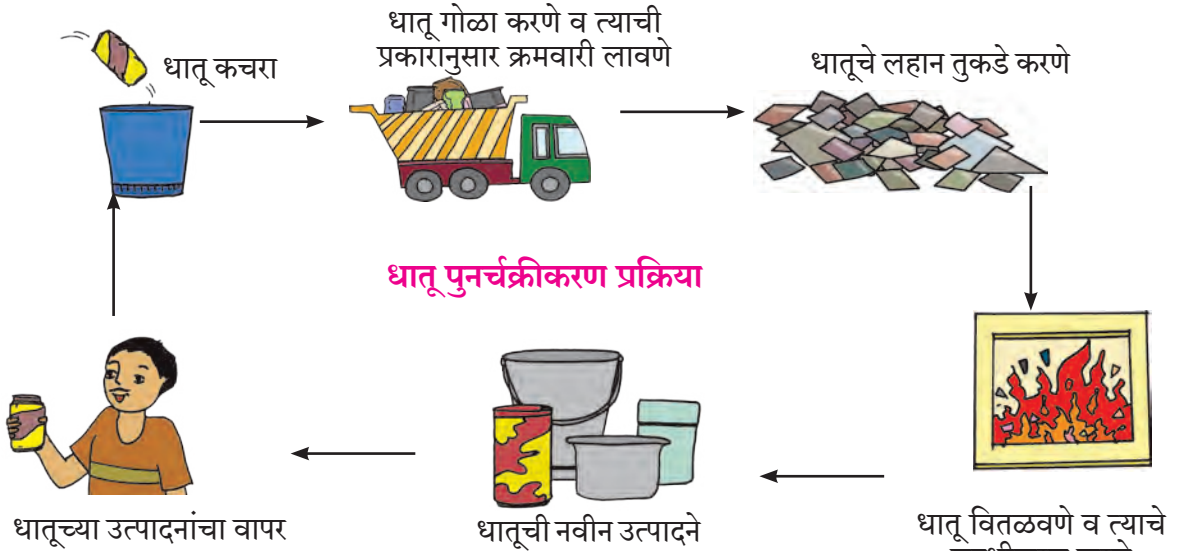 धातू कचरा
धातू गोळा करणे व त्याची
प्रकारानुसार क्रमवारी लावणे
धातूचे लहान तुकडे करणे
धातू पुनर्चक्रीकरण प्रक्रिया
धातूच्या उत्पादनांचा वापर
धातूची नवीन उत्पादने
धातू वितळवणे व त्याचे